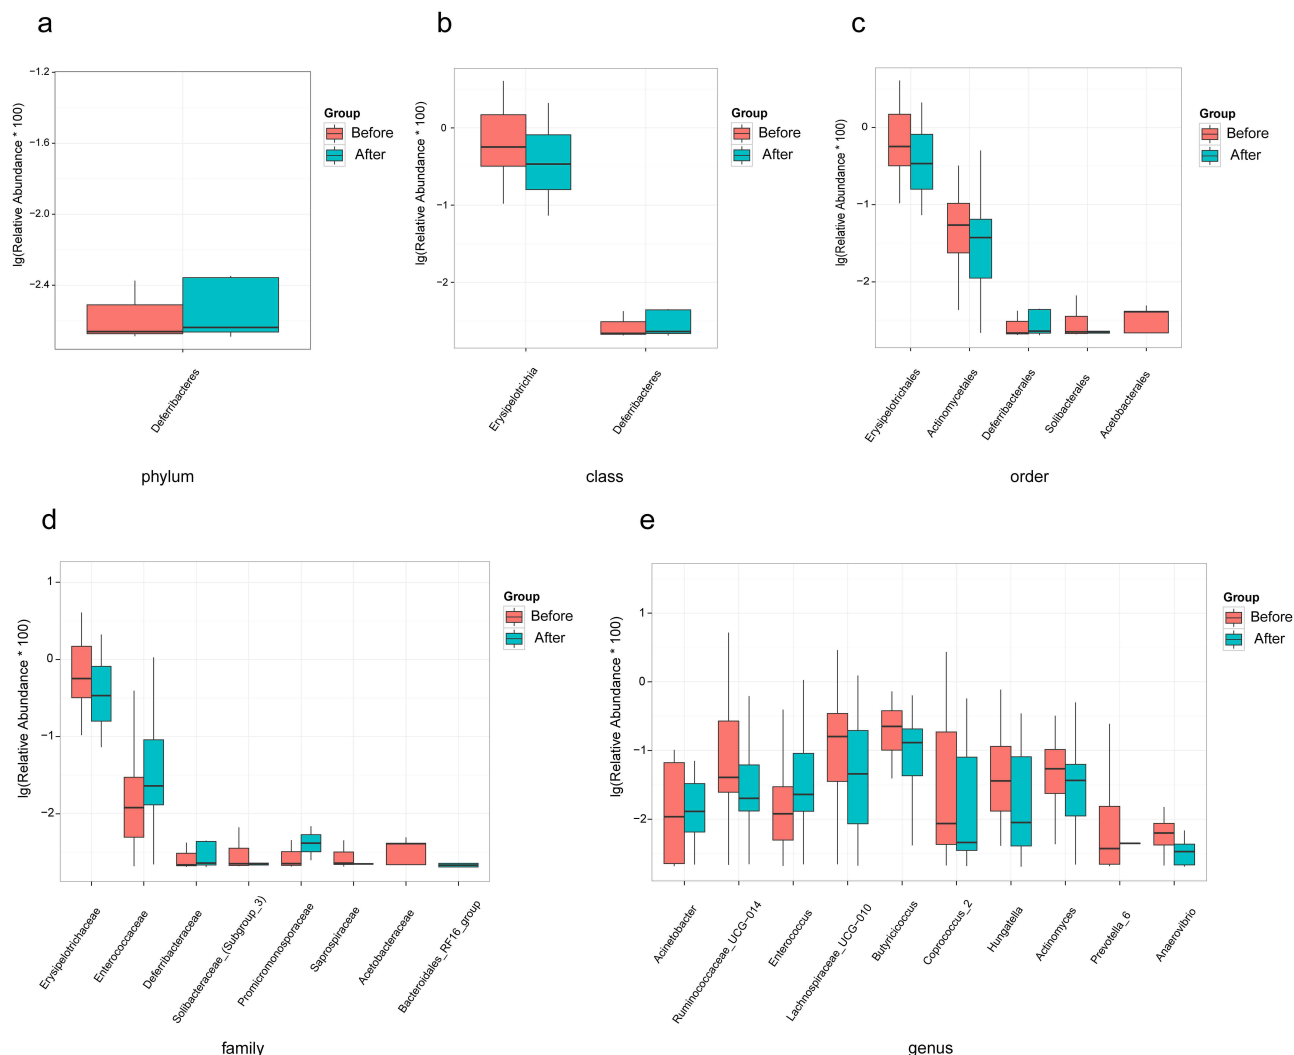 a
lg(Relative Abundance * 100)
−1.2
−1.6
−2.0
−2.4
Deferribacteres
phylum
Group
Before
After
b
lg(Relative Abundance * 100)
0
−1
−2
Erysipelotrichia
Deferribacteres
class
Group
Before
After
c
lg(Relative Abundance * 100)
0
−1
−2
Erysipelotrichales
Actinomycetales
Deferribacterales
Solibacterales
Acetobacterales
order
Group
Before
After
d
lg(Relative Abundance * 100)
1
0
−1
−2
Erysipelotrichaceae
Enterococcaceae
Deferribacteraceae
Solibacteraceae_(Subgroup_3)
Promicromonosporaceae
Saprospiraceae
Acetobacteraceae
Bacteroidales_RF16_group
family
Group
Before
After
e
lg(Relative Abundance * 100)
1
0
−1
−2
Acinetobacter
Ruminococcaceae_UCG−014
Enterococcus
Lachnospiraceae_UCG−010
Butyricicoccus
Coprococcus_2
Hungatella
Actinomyces
Prevotella_6
Anaerovibrio
genus
Group
Before
After